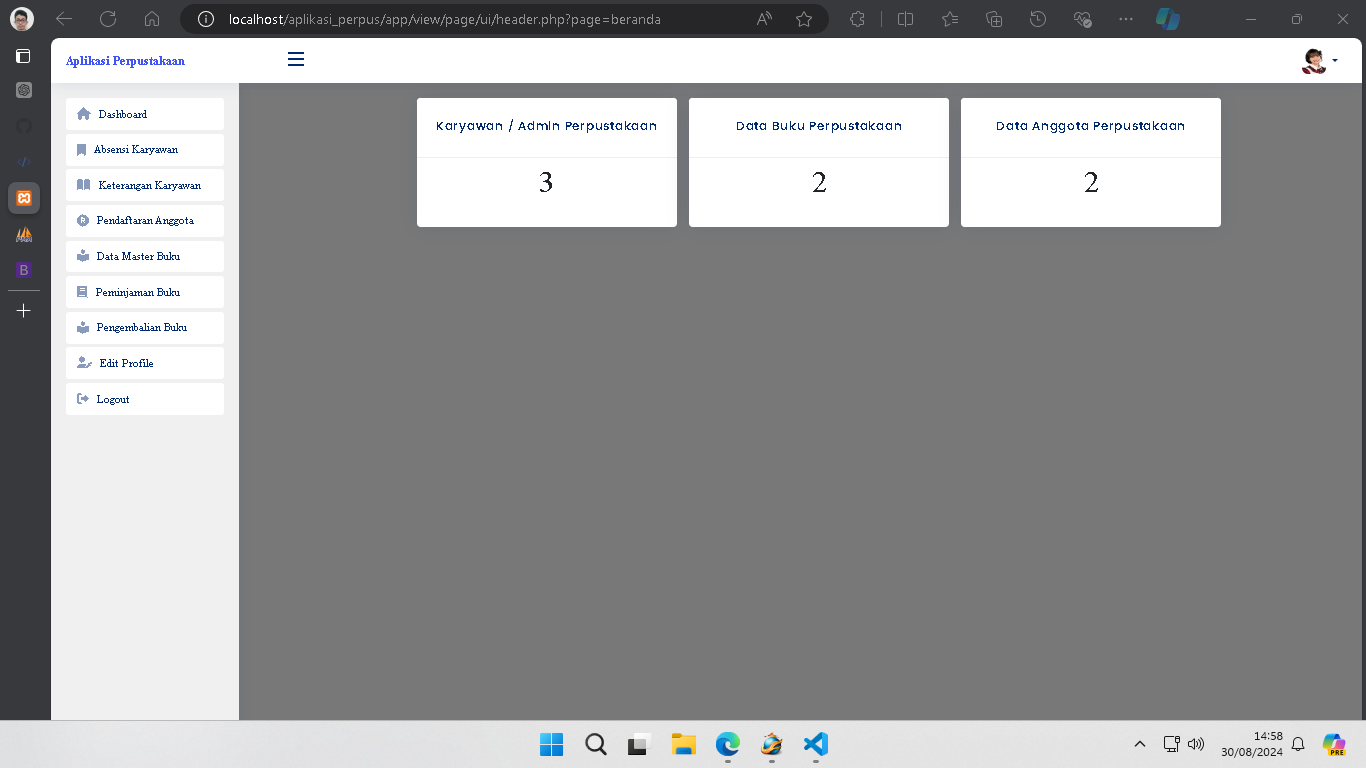 localhost/aplikasi_perpus/app/view/page/ui/header.php?page=beranda
Aplikasi Perpustakaan
Dashboard
Absensi Karyawan
Keterangan Karyawan
Pendaftaran Anggota
Data Master Buku
Peminjaman Buku
Pengembalian Buku
Edit Profile
Logout
Karyawan / Admin Perpustakaan
3
Data Buku Perpustakaan
2
Data Anggota Perpustakaan
2
14:58
30/08/2024
PRE